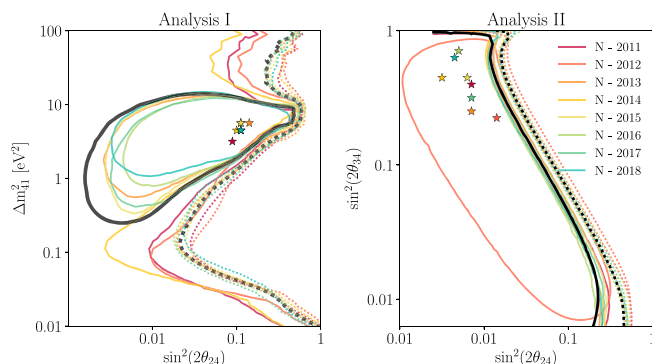 Analysis I
Analysis II
100
10
1
0.1
0.01
Δm²₄₁ [eV²]
0.01
0.1
1
sin²(2θ₂₄)
1
0.1
0.01
sin²(2θ₃₄)
0.01
0.1
1
sin²(2θ₂₄)
N - 2011
N - 2012
N - 2013
N - 2014
N - 2015
N - 2016
N - 2017
N - 2018